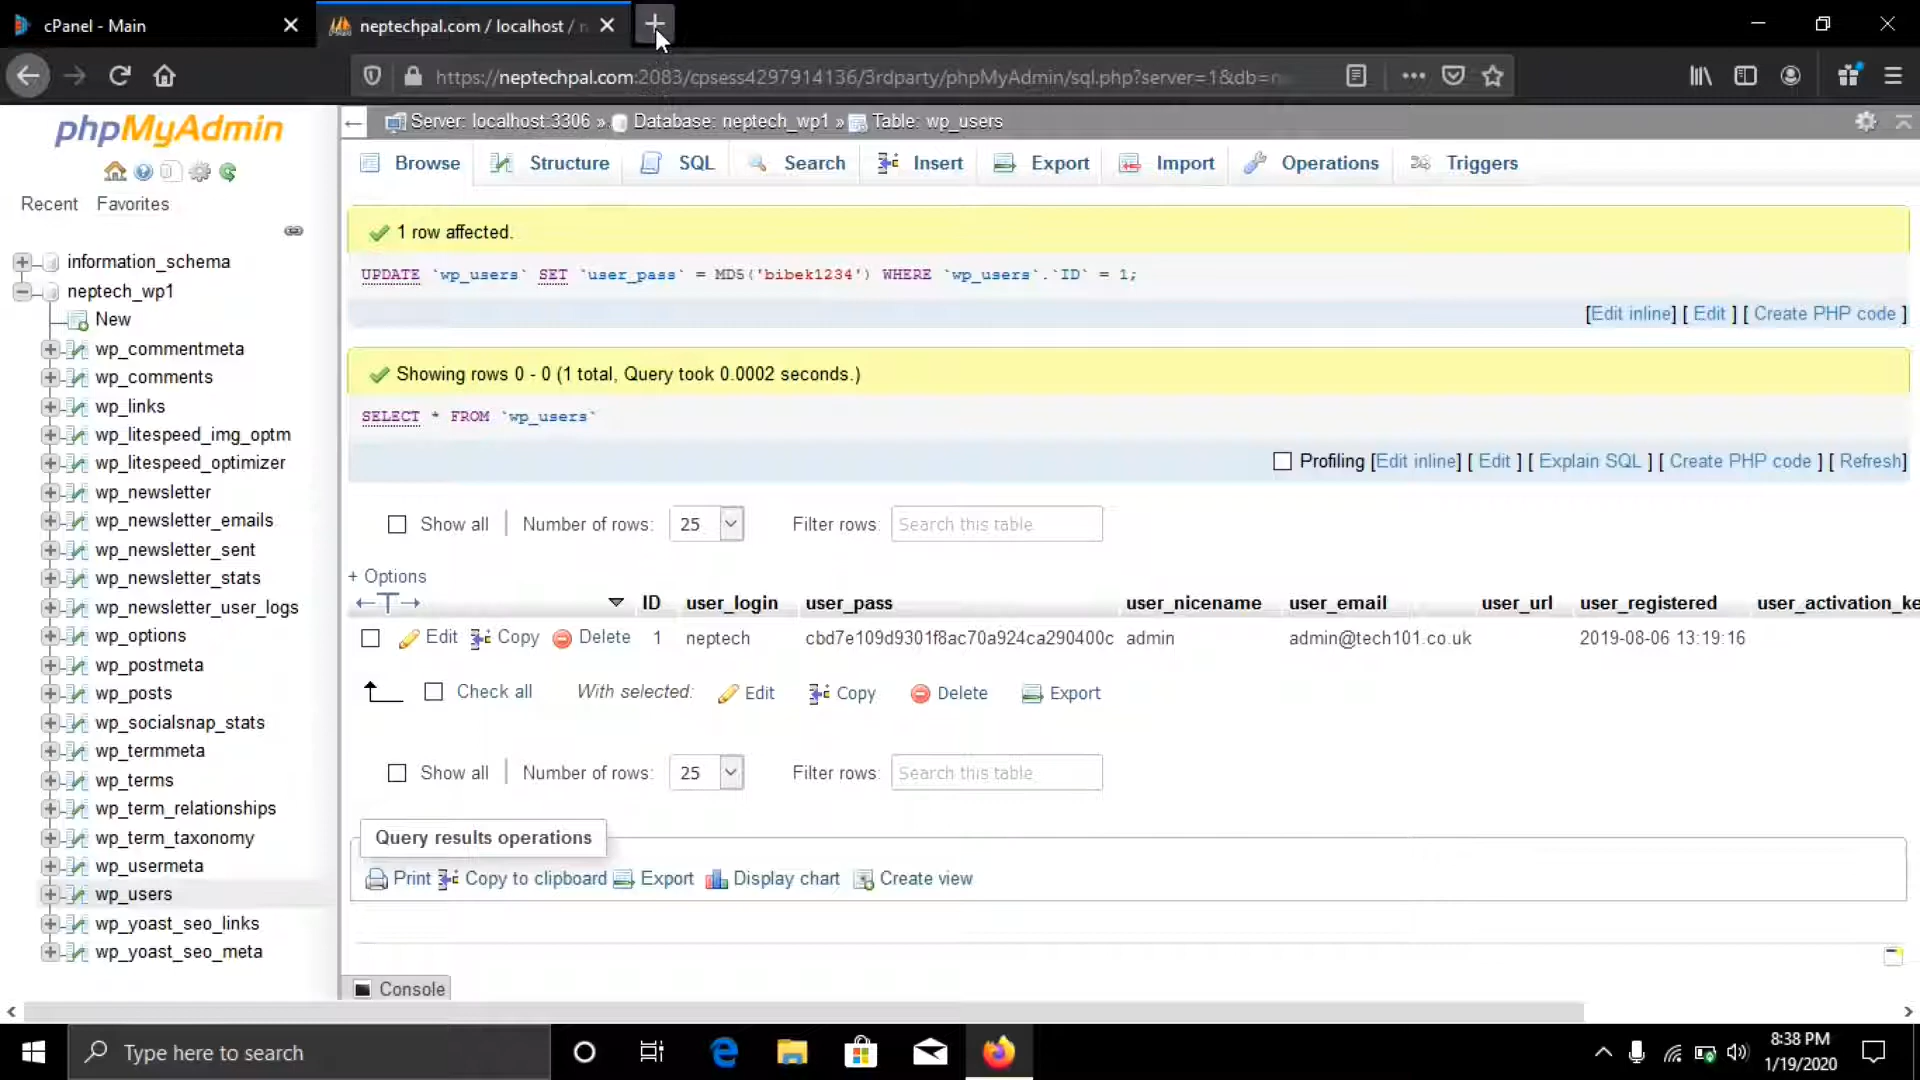 cPanel - Main
neptechpal.com / localhost / n
https://neptechpal.com:2083/cpsess4297914136/3rdparty/phpMyAdmin/sql.php?server=1&db=n
phpMyAdmin
Recent Favorites
information_schema
neptech_wp1
New
wp_commentmeta
wp_comments
wp_links
wp_litespeed_img_optm
wp_litespeed_optimizer
wp_newsletter
wp_newsletter_emails
wp_newsletter_sent
wp_newsletter_stats
wp_newsletter_user_logs
wp_options
wp_postmeta
wp_posts
wp_socialsnap_stats
wp_termmeta
wp_terms
wp_term_relationships
wp_term_taxonomy
wp_usermeta
wp_users
wp_yoast_seo_links
wp_yoast_seo_meta
Server: localhost:3306 » Database: neptech_wp1 » Table: wp_users
Browse Structure SQL Search Insert Export Import Operations Triggers
1 row affected.
UPDATE `wp_users` SET `user_pass` = MD5('bibek1234') WHERE `wp_users`.`ID` = 1;
[Edit inline] [ Edit ] [ Create PHP code ]
Showing rows 0 - 0 (1 total, Query took 0.0002 seconds.)
SELECT * FROM `wp_users`
Profiling [Edit inline] [ Edit ] [ Explain SQL ] [ Create PHP code ] [ Refresh]
Show all | Number of rows: 25 Filter rows: Search this table
+ Options
←T→ ID user_login user_pass user_nicename user_email user_url user_registered user_activation_ke
Edit Copy Delete 1 neptech cbd7e109d9301f8ac70a924ca290400c admin admin@tech101.co.uk 2019-08-06 13:19:16
Check all With selected: Edit Copy Delete Export
Show all | Number of rows: 25 Filter rows: Search this table
Query results operations
Print Copy to clipboard Export Display chart Create view
Console
Type here to search
8:38 PM
1/19/2020